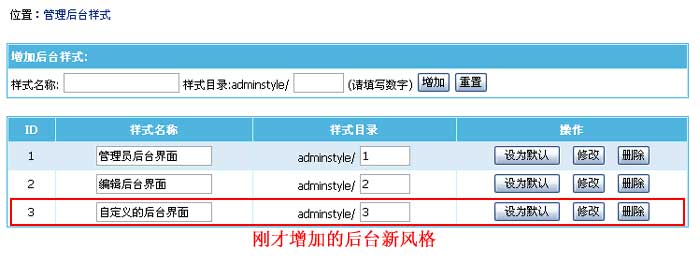 位置：管理后台样式
增加后台样式:
样式名称: 样式目录:adminstyle/ (请填写数字) 增加 重置
ID 样式名称 样式目录 操作
1 管理员后台界面 adminstyle/ 1 设为默认 修改 删除
2 编辑后台界面 adminstyle/ 2 设为默认 修改 删除
3 自定义的后台界面 adminstyle/ 3 设为默认 修改 删除
刚才增加的后台新风格